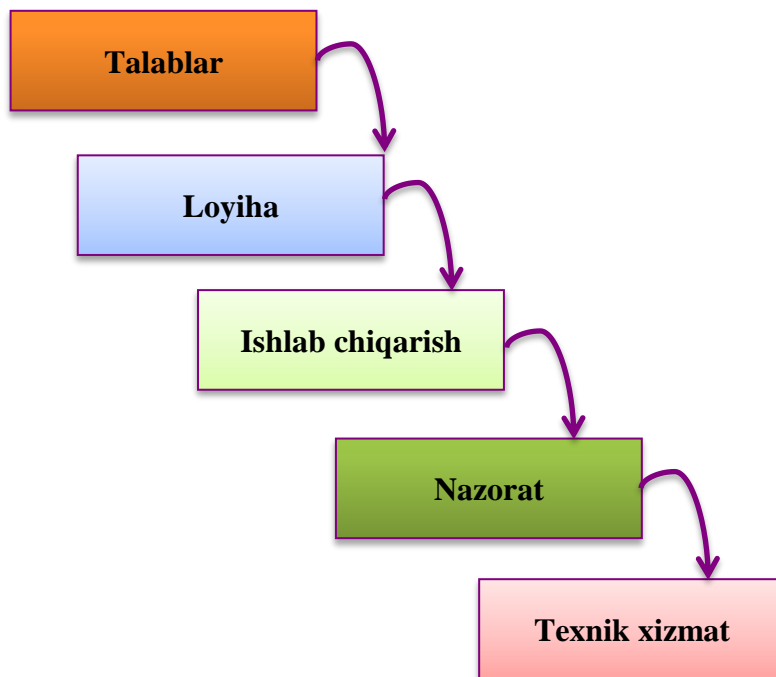 Talablar
Loyiha
Ishlab chiqarish
Nazorat
Texnik xizmat